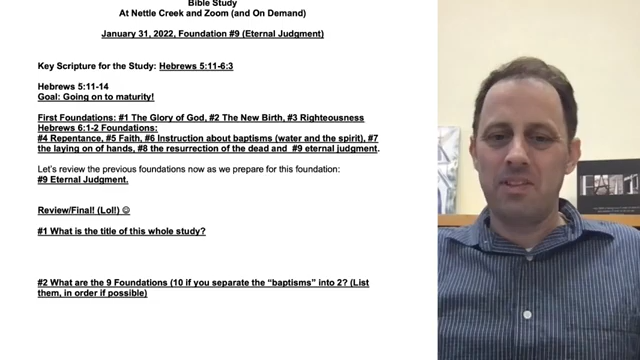 Bible Study
At Nettle Creek and Zoom (and On Demand)
January 31, 2022, Foundation #9 (Eternal Judgment)
Key Scripture for the Study: Hebrews 5:11-6:3
Hebrews 5:11-14
Goal: Going on to maturity!
First Foundations: #1 The Glory of God, #2 The New Birth, #3 Righteousness
Hebrews 6:1-2 Foundations:
#4 Repentance, #5 Faith, #6 Instruction about baptisms (water and the spirit), #7
the laying on of hands, #8 the resurrection of the dead and #9 eternal judgment.
Let's review the previous foundations now as we prepare for this foundation:
#9 Eternal Judgment.
Review/Final! (Lol!) ☺
#1 What is the title of this whole study?
#2 What are the 9 Foundations (10 if you separate the “baptisms” into 2? (List
them, in order if possible)